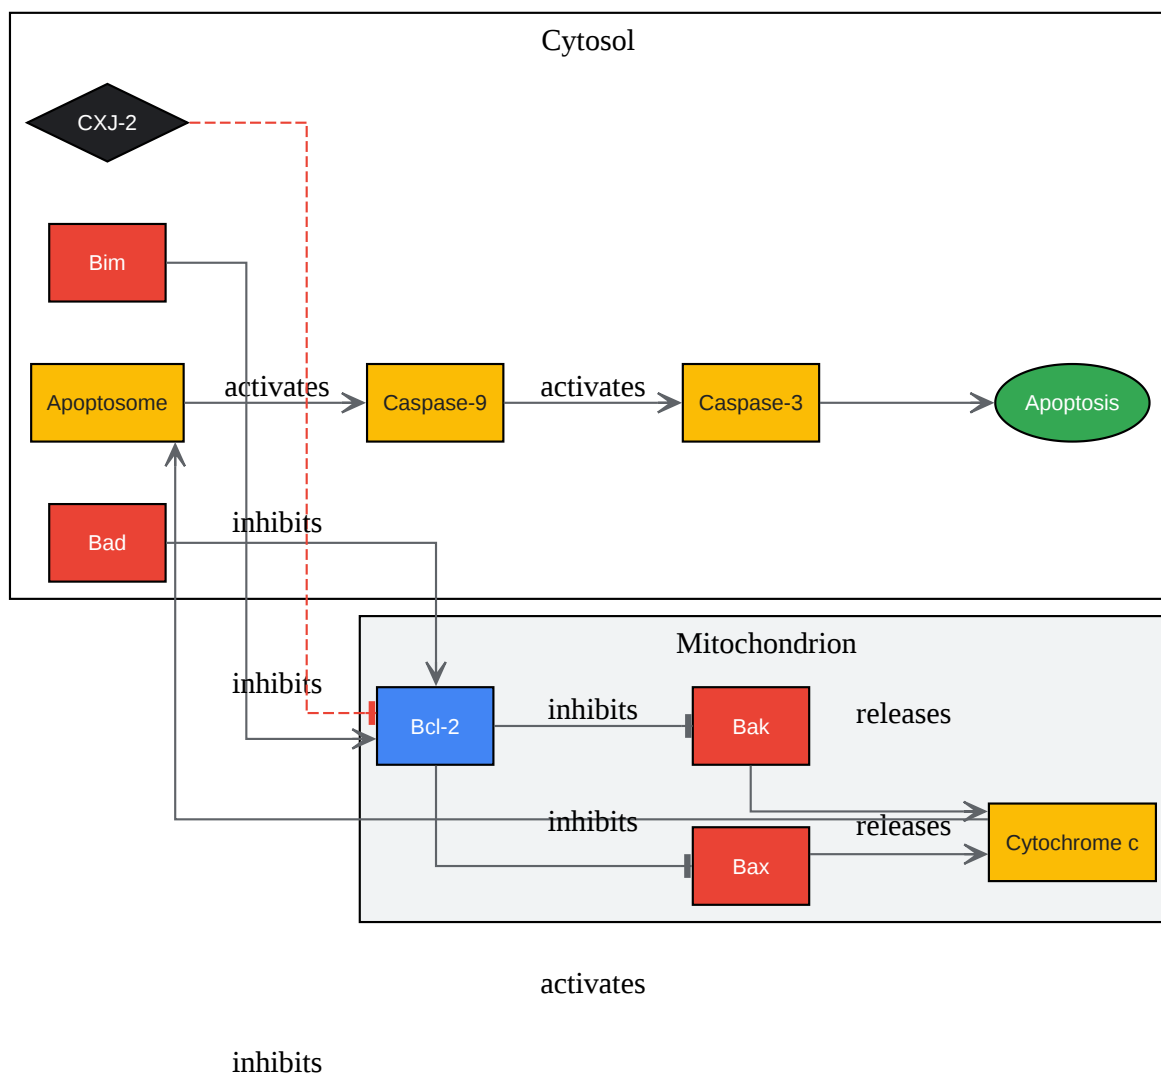 Cytosol
CXJ-2
Bim
activates
activates
Apoptosome
Caspase-9
Caspase-3
Apoptosis
inhibits
Bad
Mitochondrion
inhibits
inhibits
releases
Bcl-2
Bak
inhibits
releases
Cytochrome c
Bax
activates
inhibits